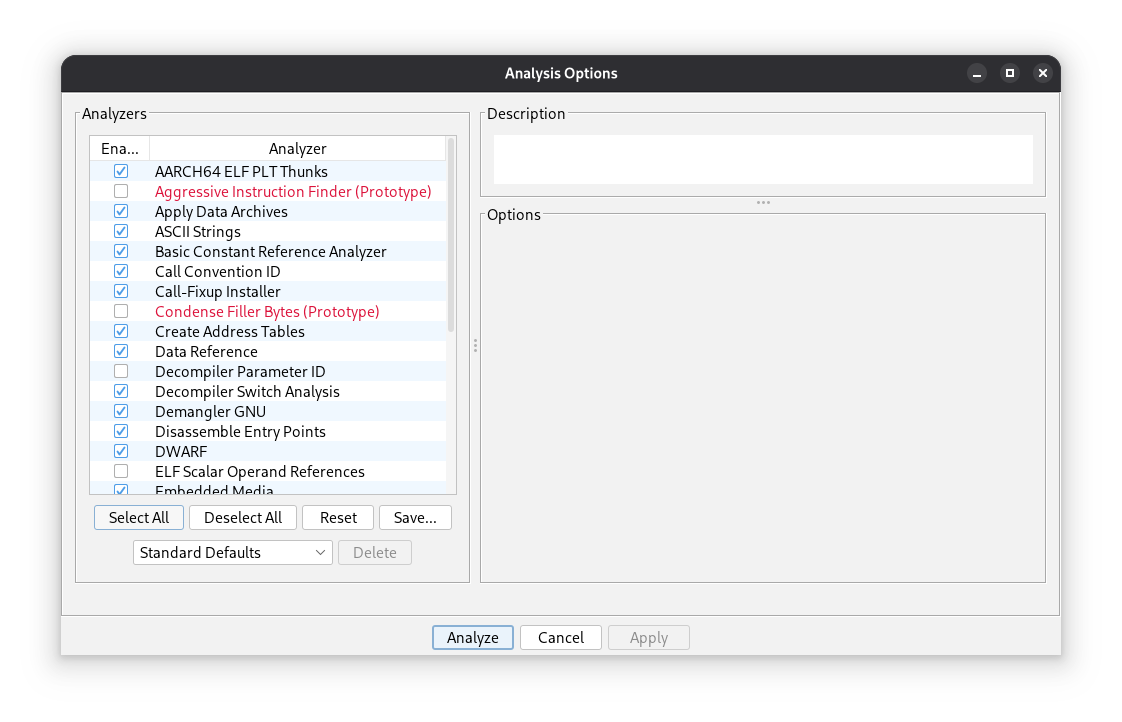 Analysis Options
Analyzers
Ena... Analyzer
AARCH64 ELF PLT Thunks
Aggressive Instruction Finder (Prototype)
Apply Data Archives
ASCII Strings
Basic Constant Reference Analyzer
Call Convention ID
Call-Fixup Installer
Condense Filler Bytes (Prototype)
Create Address Tables
Data Reference
Decompiler Parameter ID
Decompiler Switch Analysis
Demangler GNU
Disassemble Entry Points
DWARF
ELF Scalar Operand References
Embedded Media
Select All Deselect All Reset Save...
Standard Defaults Delete
Description
Options
Analyze Cancel Apply